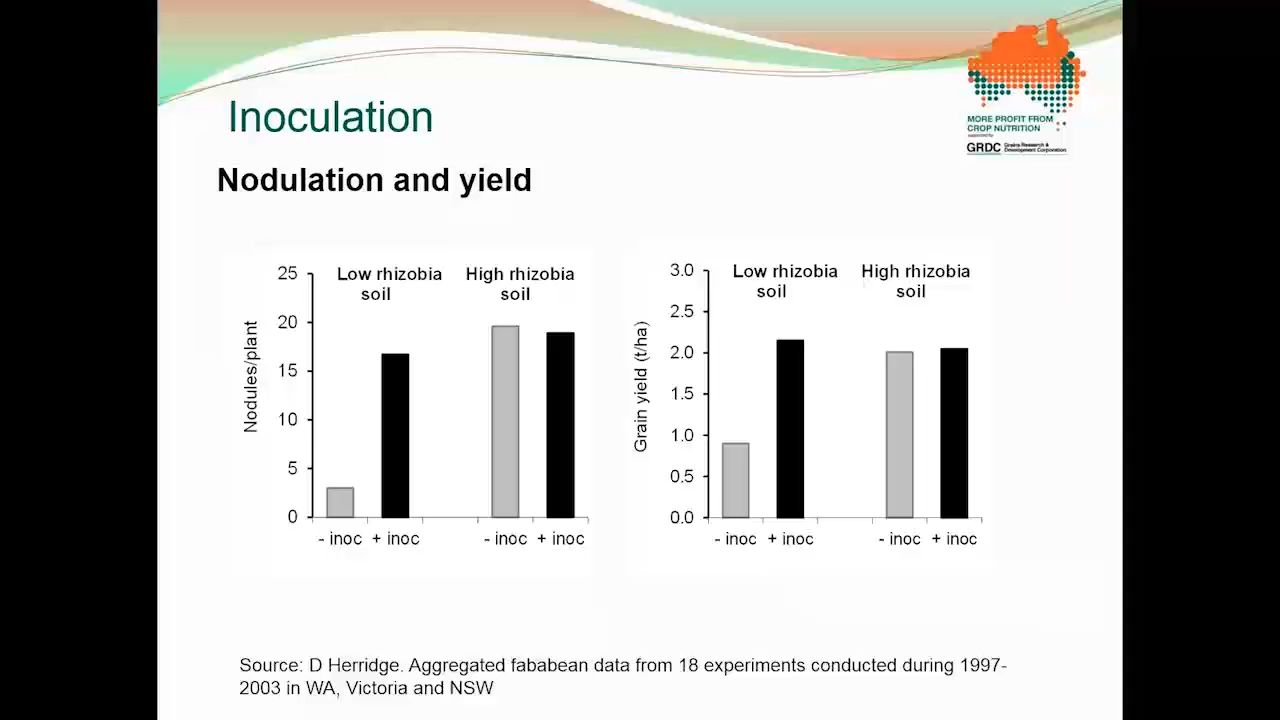 Inoculation
MORE PROFIT FROM
CROP NUTRITION
supported by
GRDC Grains Research &
Development Corporation
Nodulation and yield
Low rhizobia High rhizobia
soil soil
25
20
15
10
5
0
Nodules/plant
- inoc + inoc - inoc + inoc
Low rhizobia High rhizobia
soil soil
3.0
2.5
2.0
1.5
1.0
0.5
0.0
Grain yield (t/ha)
- inoc + inoc - inoc + inoc
Source: D Herridge. Aggregated fababean data from 18 experiments conducted during 1997-
2003 in WA, Victoria and NSW